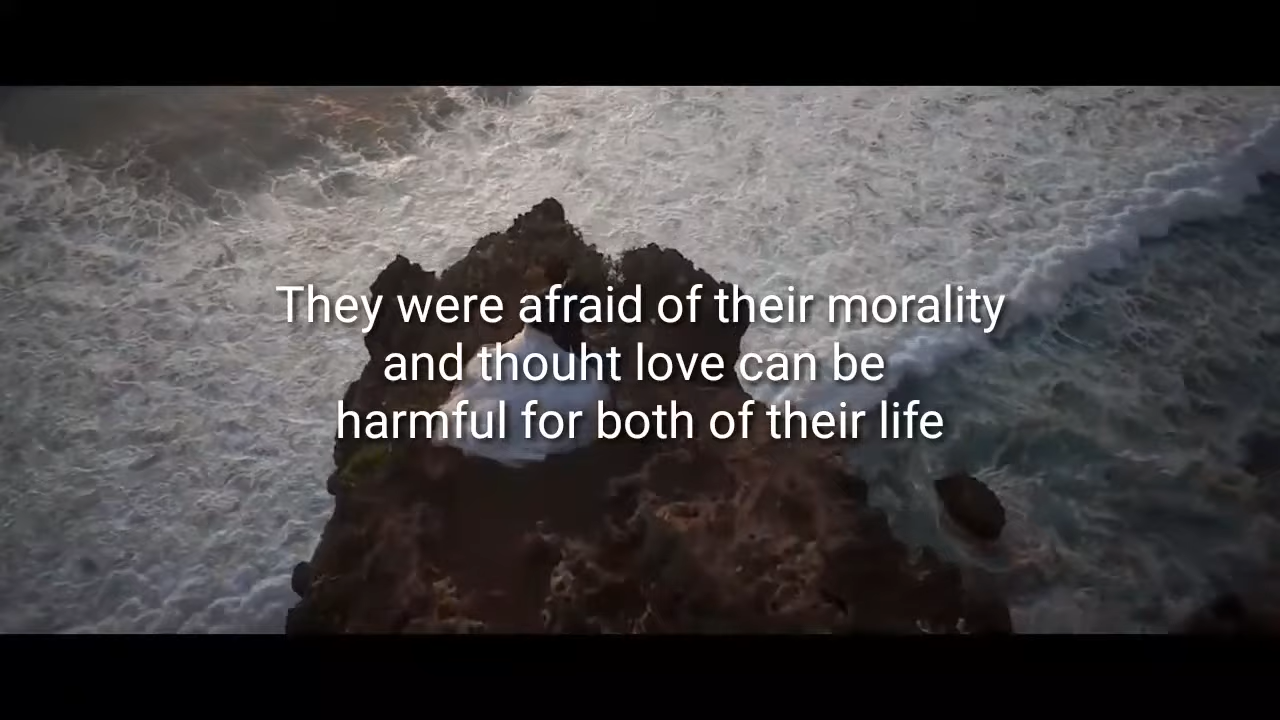 They were afraid of their morality
and thouht love can be
harmful for both of their life